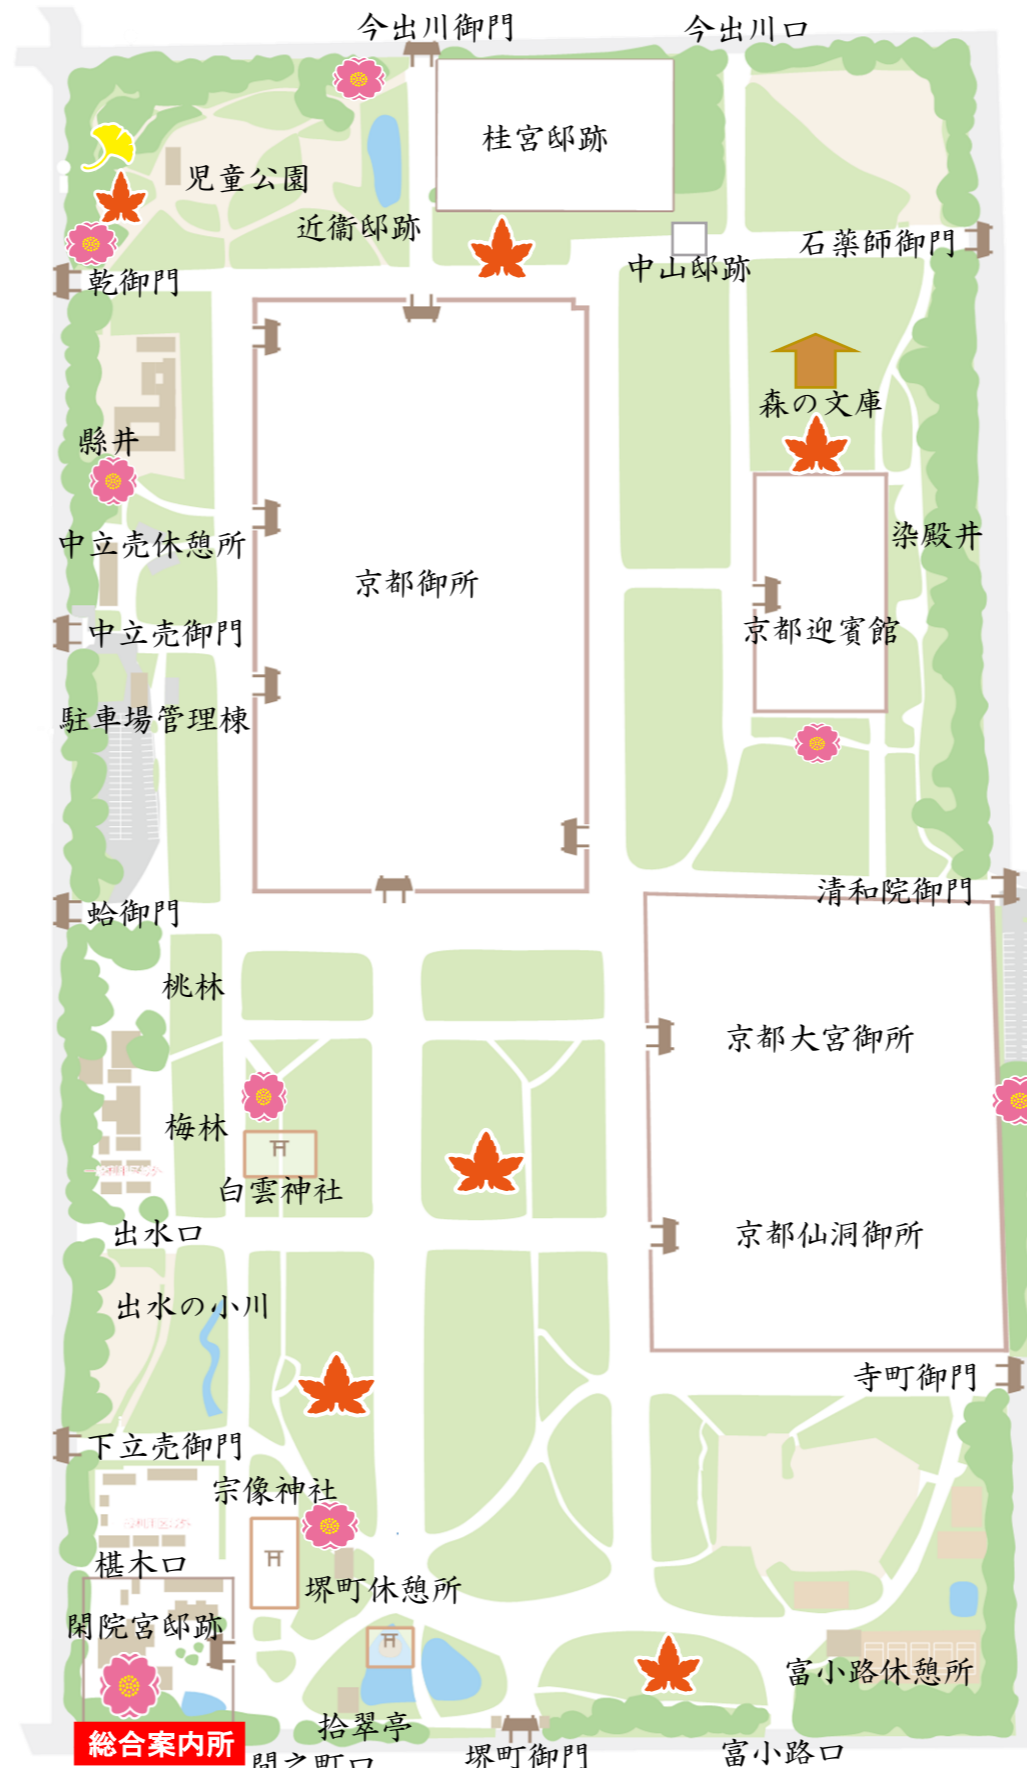 今出川御門
今出川口
桂宮邸跡
児童公園
近衞邸跡
石薬師御門
中山邸跡
乾御門
森の文庫
縣井
染殿井
中立売休憩所
京都御所
中立売御門
京都迎賓館
駐車場管理棟
清和院御門
蛤御門
桃林
京都大宮御所
梅林
白雲神社
出水口
京都仙洞御所
出水の小川
寺町御門
下立売御門
宗像神社
椹木口
堺町休憩所
閑院宮邸跡
富小路休憩所
拾翠亭
総合案内所
間之町口
堺町御門
富小路口